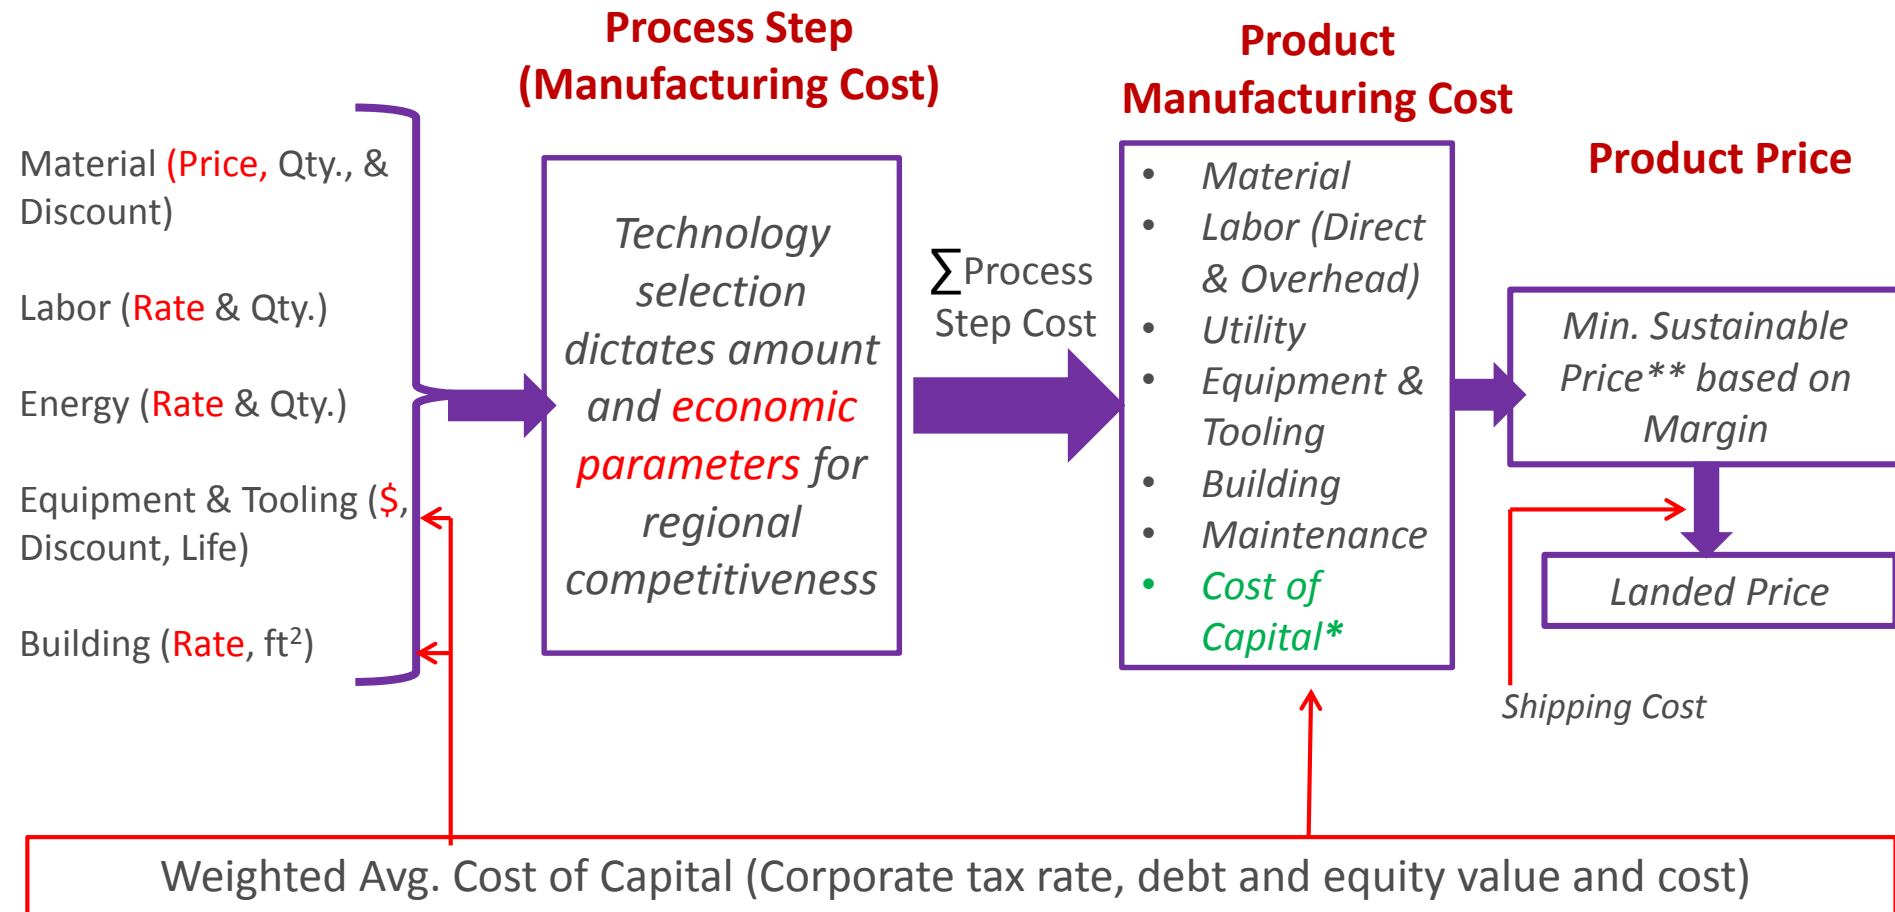 Process Step
(Manufacturing Cost)
Product
Manufacturing Cost
Product Price
Material (Price, Qty., &
Discount)
Labor (Rate & Qty.)
Energy (Rate & Qty.)
Equipment & Tooling ($,
Discount, Life)
Building (Rate, ft²)
Technology
selection
dictates amount
and economic
parameters for
regional
competitiveness
∑Process
Step Cost
• Material
• Labor (Direct
& Overhead)
• Utility
• Equipment &
Tooling
• Building
• Maintenance
• Cost of
Capital*
Min. Sustainable
Price** based on
Margin
Landed Price
Shipping Cost
Weighted Avg. Cost of Capital (Corporate tax rate, debt and equity value and cost)